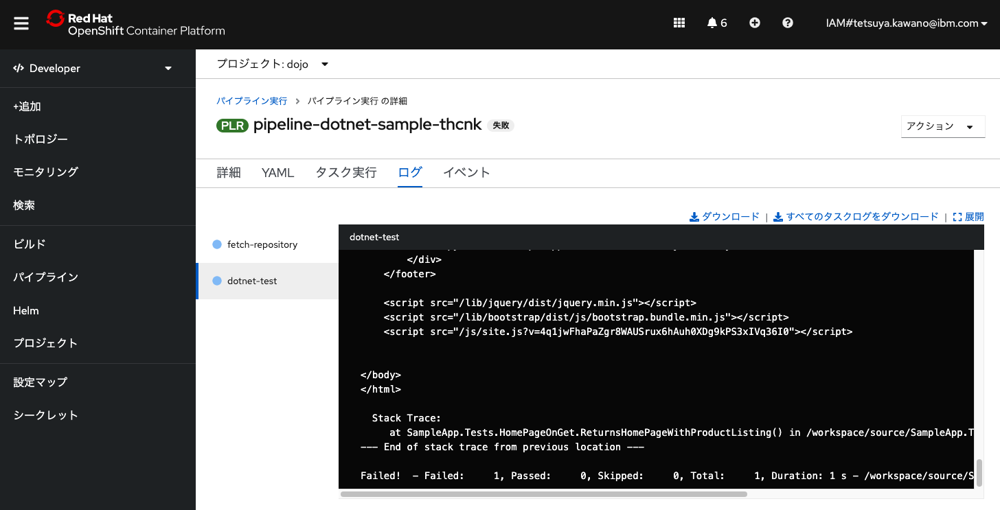 Red Hat
OpenShift Container Platform
6
IAM#tetsuya.kawano@ibm.com
Developer
+追加
トポロジー
モニタリング
検索
ビルド
パイプライン
Helm
プロジェクト
設定マップ
シークレット
プロジェクト: dojo
パイプライン実行 > パイプライン実行 の詳細
PLR pipeline-dotnet-sample-thcnk 失敗
アクション
詳細 YAML タスク実行 ログ イベント
ダウンロード | すべてのタスクログをダウンロード | 展開
fetch-repository
dotnet-test
dotnet-test
</div>
</footer>
<script src="/lib/jquery/dist/jquery.min.js"></script>
<script src="/lib/bootstrap/dist/js/bootstrap.bundle.min.js"></script>
<script src="/js/site.js?v=4q1jwFhaPaZgr8WAUSrux6hAuh0XDg9kPS3xIVq36I0"></script>
</body>
</html>
Stack Trace:
at SampleApp.Tests.HomePageOnGet.ReturnsHomePageWithProductListing() in /workspace/source/SampleApp.T
--- End of stack trace from previous location ---
Failed! - Failed: 1, Passed: 0, Skipped: 0, Total: 1, Duration: 1 s - /workspace/source/S